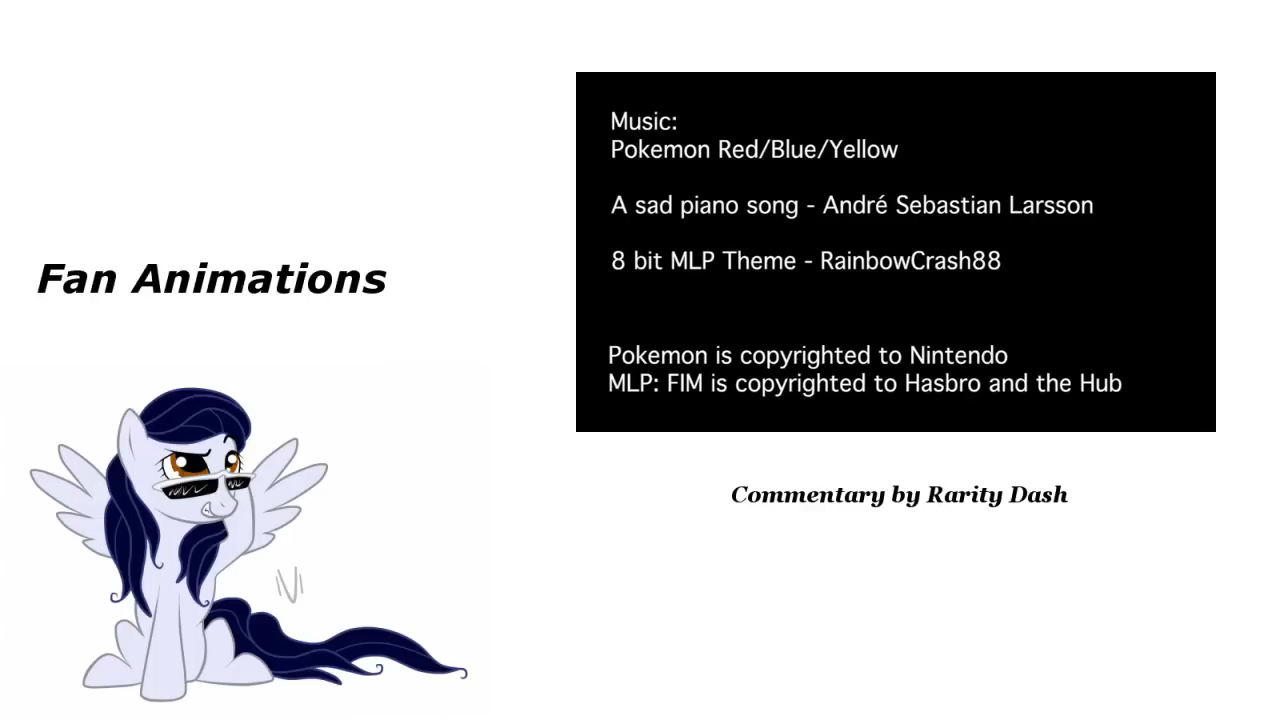 Fan Animations
Music:
Pokemon Red/Blue/Yellow
A sad piano song - André Sebastian Larsson
8 bit MLP Theme - RainbowCrash88
Pokemon is copyrighted to Nintendo
MLP: FIM is copyrighted to Hasbro and the Hub
Commentary by Rarity Dash